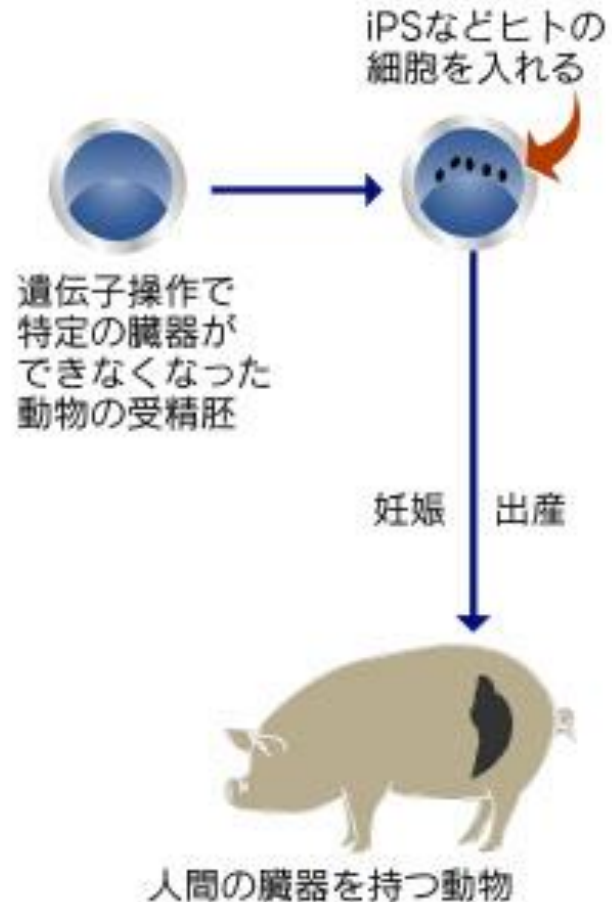 iPSなどヒトの
細胞を入れる
遺伝子操作で
特定の臓器が
できなくなった
動物の受精胚
妊娠 出産
人間の臓器を持つ動物